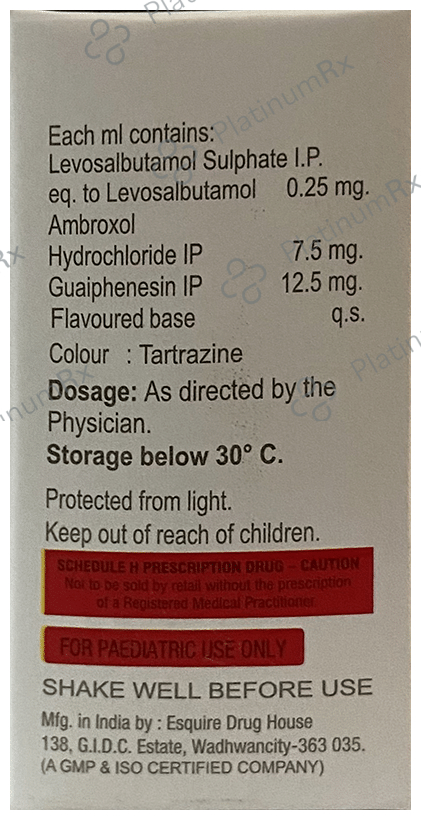 PlatinumRx
Each ml contains:
Levosalbutamol Sulphate I.P.
eq. to Levosalbutamol 0.25 mg.
Ambroxol
Hydrochloride IP 7.5 mg.
Guaiphenesin IP 12.5 mg.
Flavoured base q.s.
Colour : Tartrazine
Dosage: As directed by the
Physician.
Storage below 30° C.
Protected from light.
Keep out of reach of children.
SCHEDULE H PRESCRIPTION DRUG – CAUTION
Not to be sold by retail without the prescription
of a Registered Medical Practitioner
FOR PAEDIATRIC USE ONLY
SHAKE WELL BEFORE USE
Mfg. in India by : Esquire Drug House
138, G.I.D.C. Estate, Wadhwancity-363 035.
(A GMP & ISO CERTIFIED COMPANY)